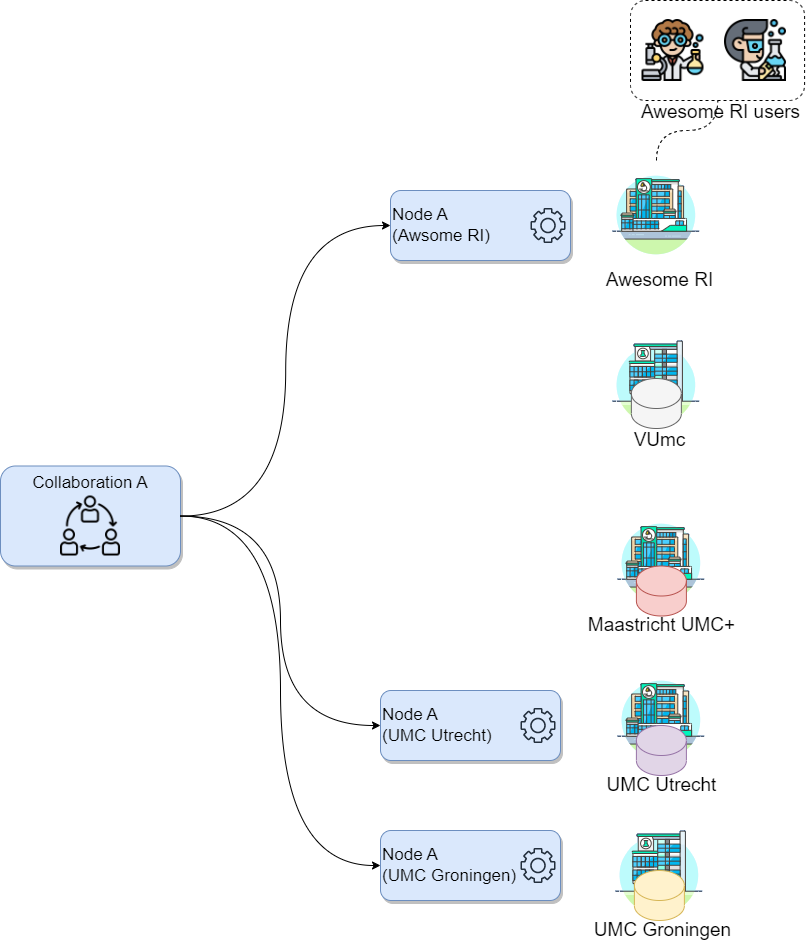 Awesome RI users
Node A
(Awsome RI)
Awesome RI
VUmc
Collaboration A
Maastricht UMC+
Node A
(UMC Utrecht)
UMC Utrecht
Node A
(UMC Groningen)
UMC Groningen